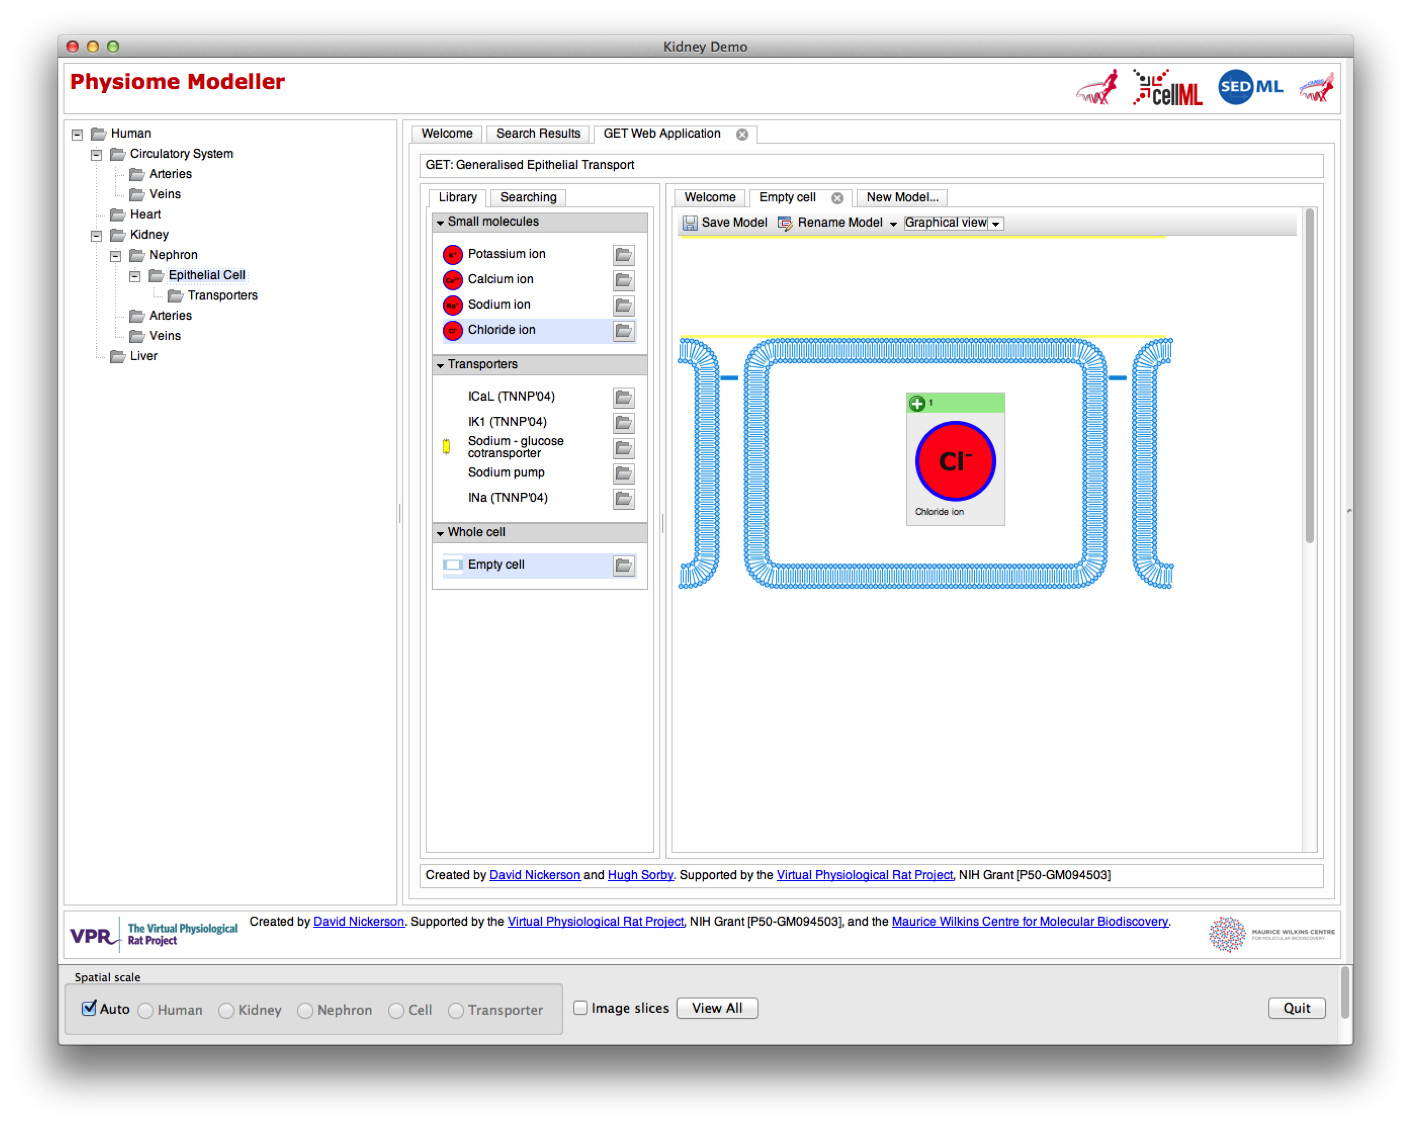 Kidney Demo
Physiome Modeller
cellML
SED ML
Human
Circulatory System
Arteries
Veins
Heart
Kidney
Nephron
Epithelial Cell
Transporters
Arteries
Veins
Liver
Welcome
Search Results
GET Web Application
GET: Generalised Epithelial Transport
Library
Searching
Small molecules
Potassium ion
Calcium ion
Sodium ion
Chloride ion
Transporters
ICaL (TNNP'04)
IK1 (TNNP'04)
Sodium - glucose
cotransporter
Sodium pump
INa (TNNP'04)
Whole cell
Empty cell
Welcome
Empty cell
New Model...
Save Model
Rename Model
Graphical view
1
Cl-
Chloride ion
Created by David Nickerson and Hugh Sorby. Supported by the Virtual Physiological Rat Project, NIH Grant [P50-GM094503]
VPR
The Virtual Physiological
Rat Project
Created by David Nickerson. Supported by the Virtual Physiological Rat Project, NIH Grant [P50-GM094503], and the Maurice Wilkins Centre for Molecular Biodiscovery.
MAURICE WILKINS CENTRE
FOR MOLECULAR BIODISCOVERY
Spatial scale
Auto
Human
Kidney
Nephron
Cell
Transporter
Image slices
View All
Quit